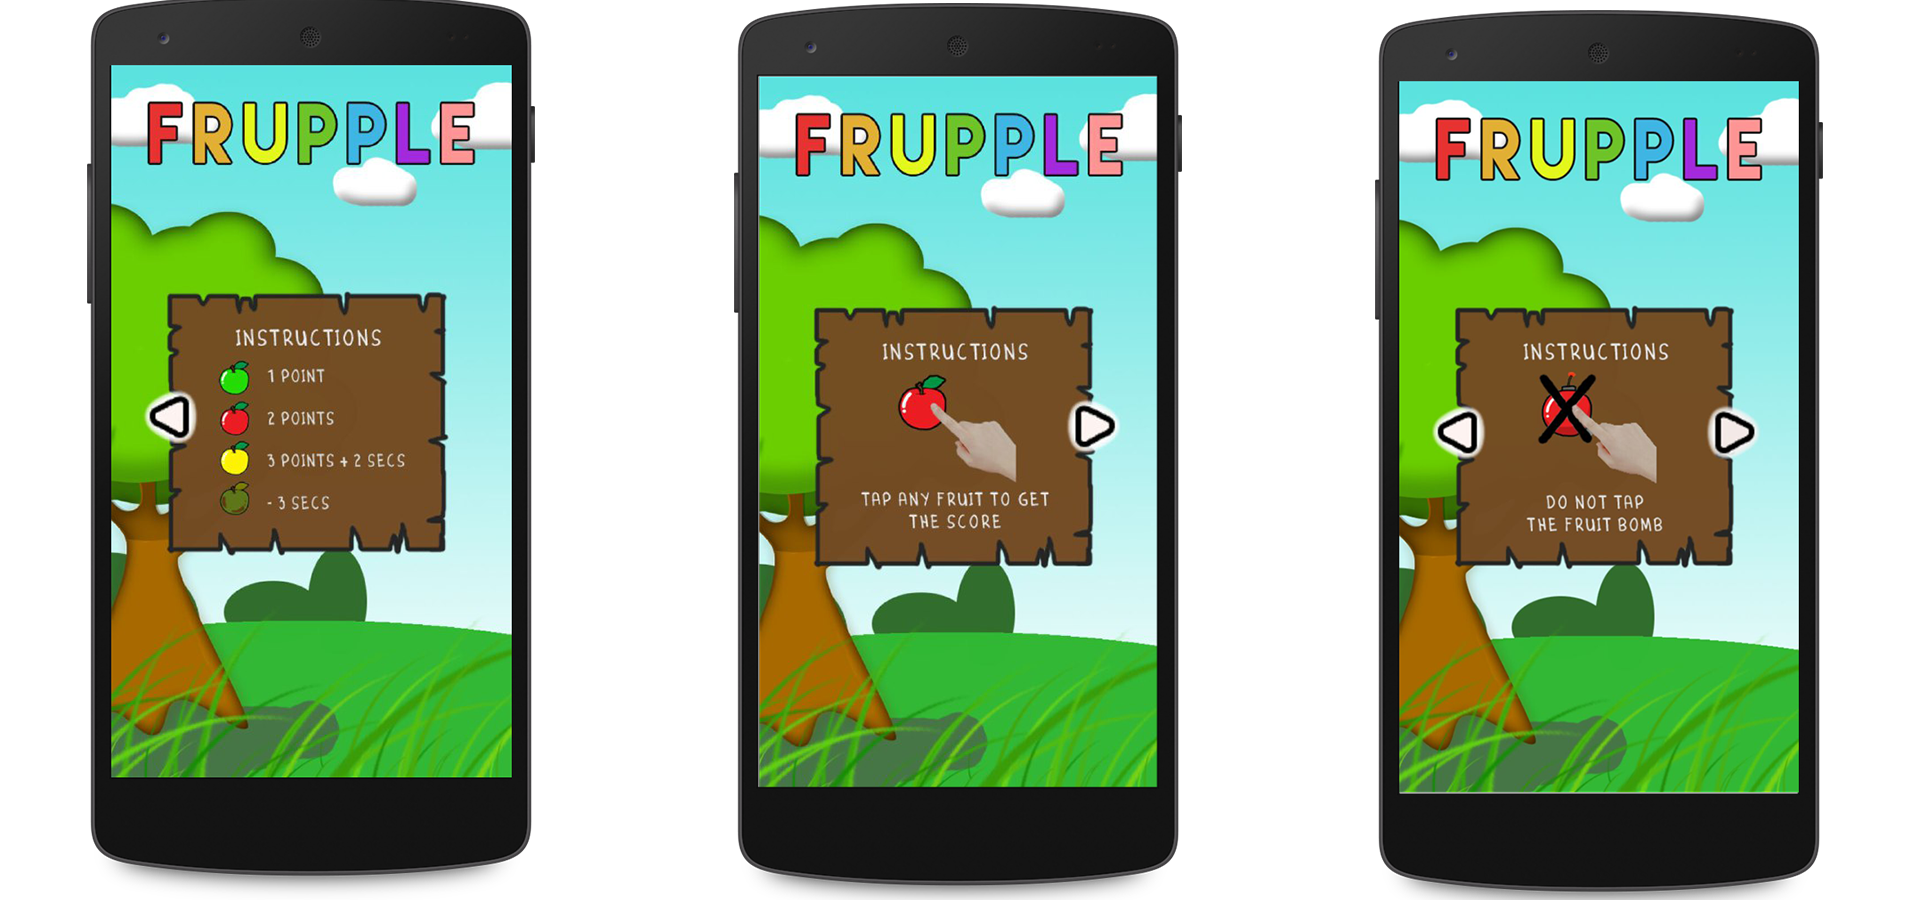 FRUPPLE
INSTRUCTIONS
1 POINT
2 POINTS
3 POINTS + 2 SECS
- 3 SECS
FRUPPLE
INSTRUCTIONS
TAP ANY FRUIT TO GET
THE SCORE
FRUPPLE
INSTRUCTIONS
DO NOT TAP
THE FRUIT BOMB